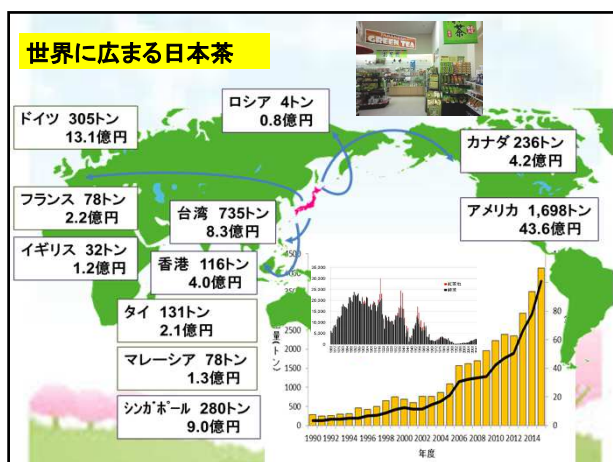 世界に広まる日本茶
GREEN TEA
茶
ロシア 4トン
0.8億円
ドイツ 305トン
13.1億円
カナダ 236トン
4.2億円
フランス 78トン
2.2億円
台湾 735トン
8.3億円
アメリカ 1,698トン
43.6億円
イギリス 32トン
1.2億円
香港 116トン
4.0億円
タイ 131トン
2.1億円
マレーシア 78トン
1.3億円
シンガポール 280トン
9.0億円
4500
量(トン)
2500
2000
1500
1000
500
0
80
60
40
20
0
1990 1992 1994 1996 1998 2000 2002 2004 2006 2008 2010 2012 2014
年度